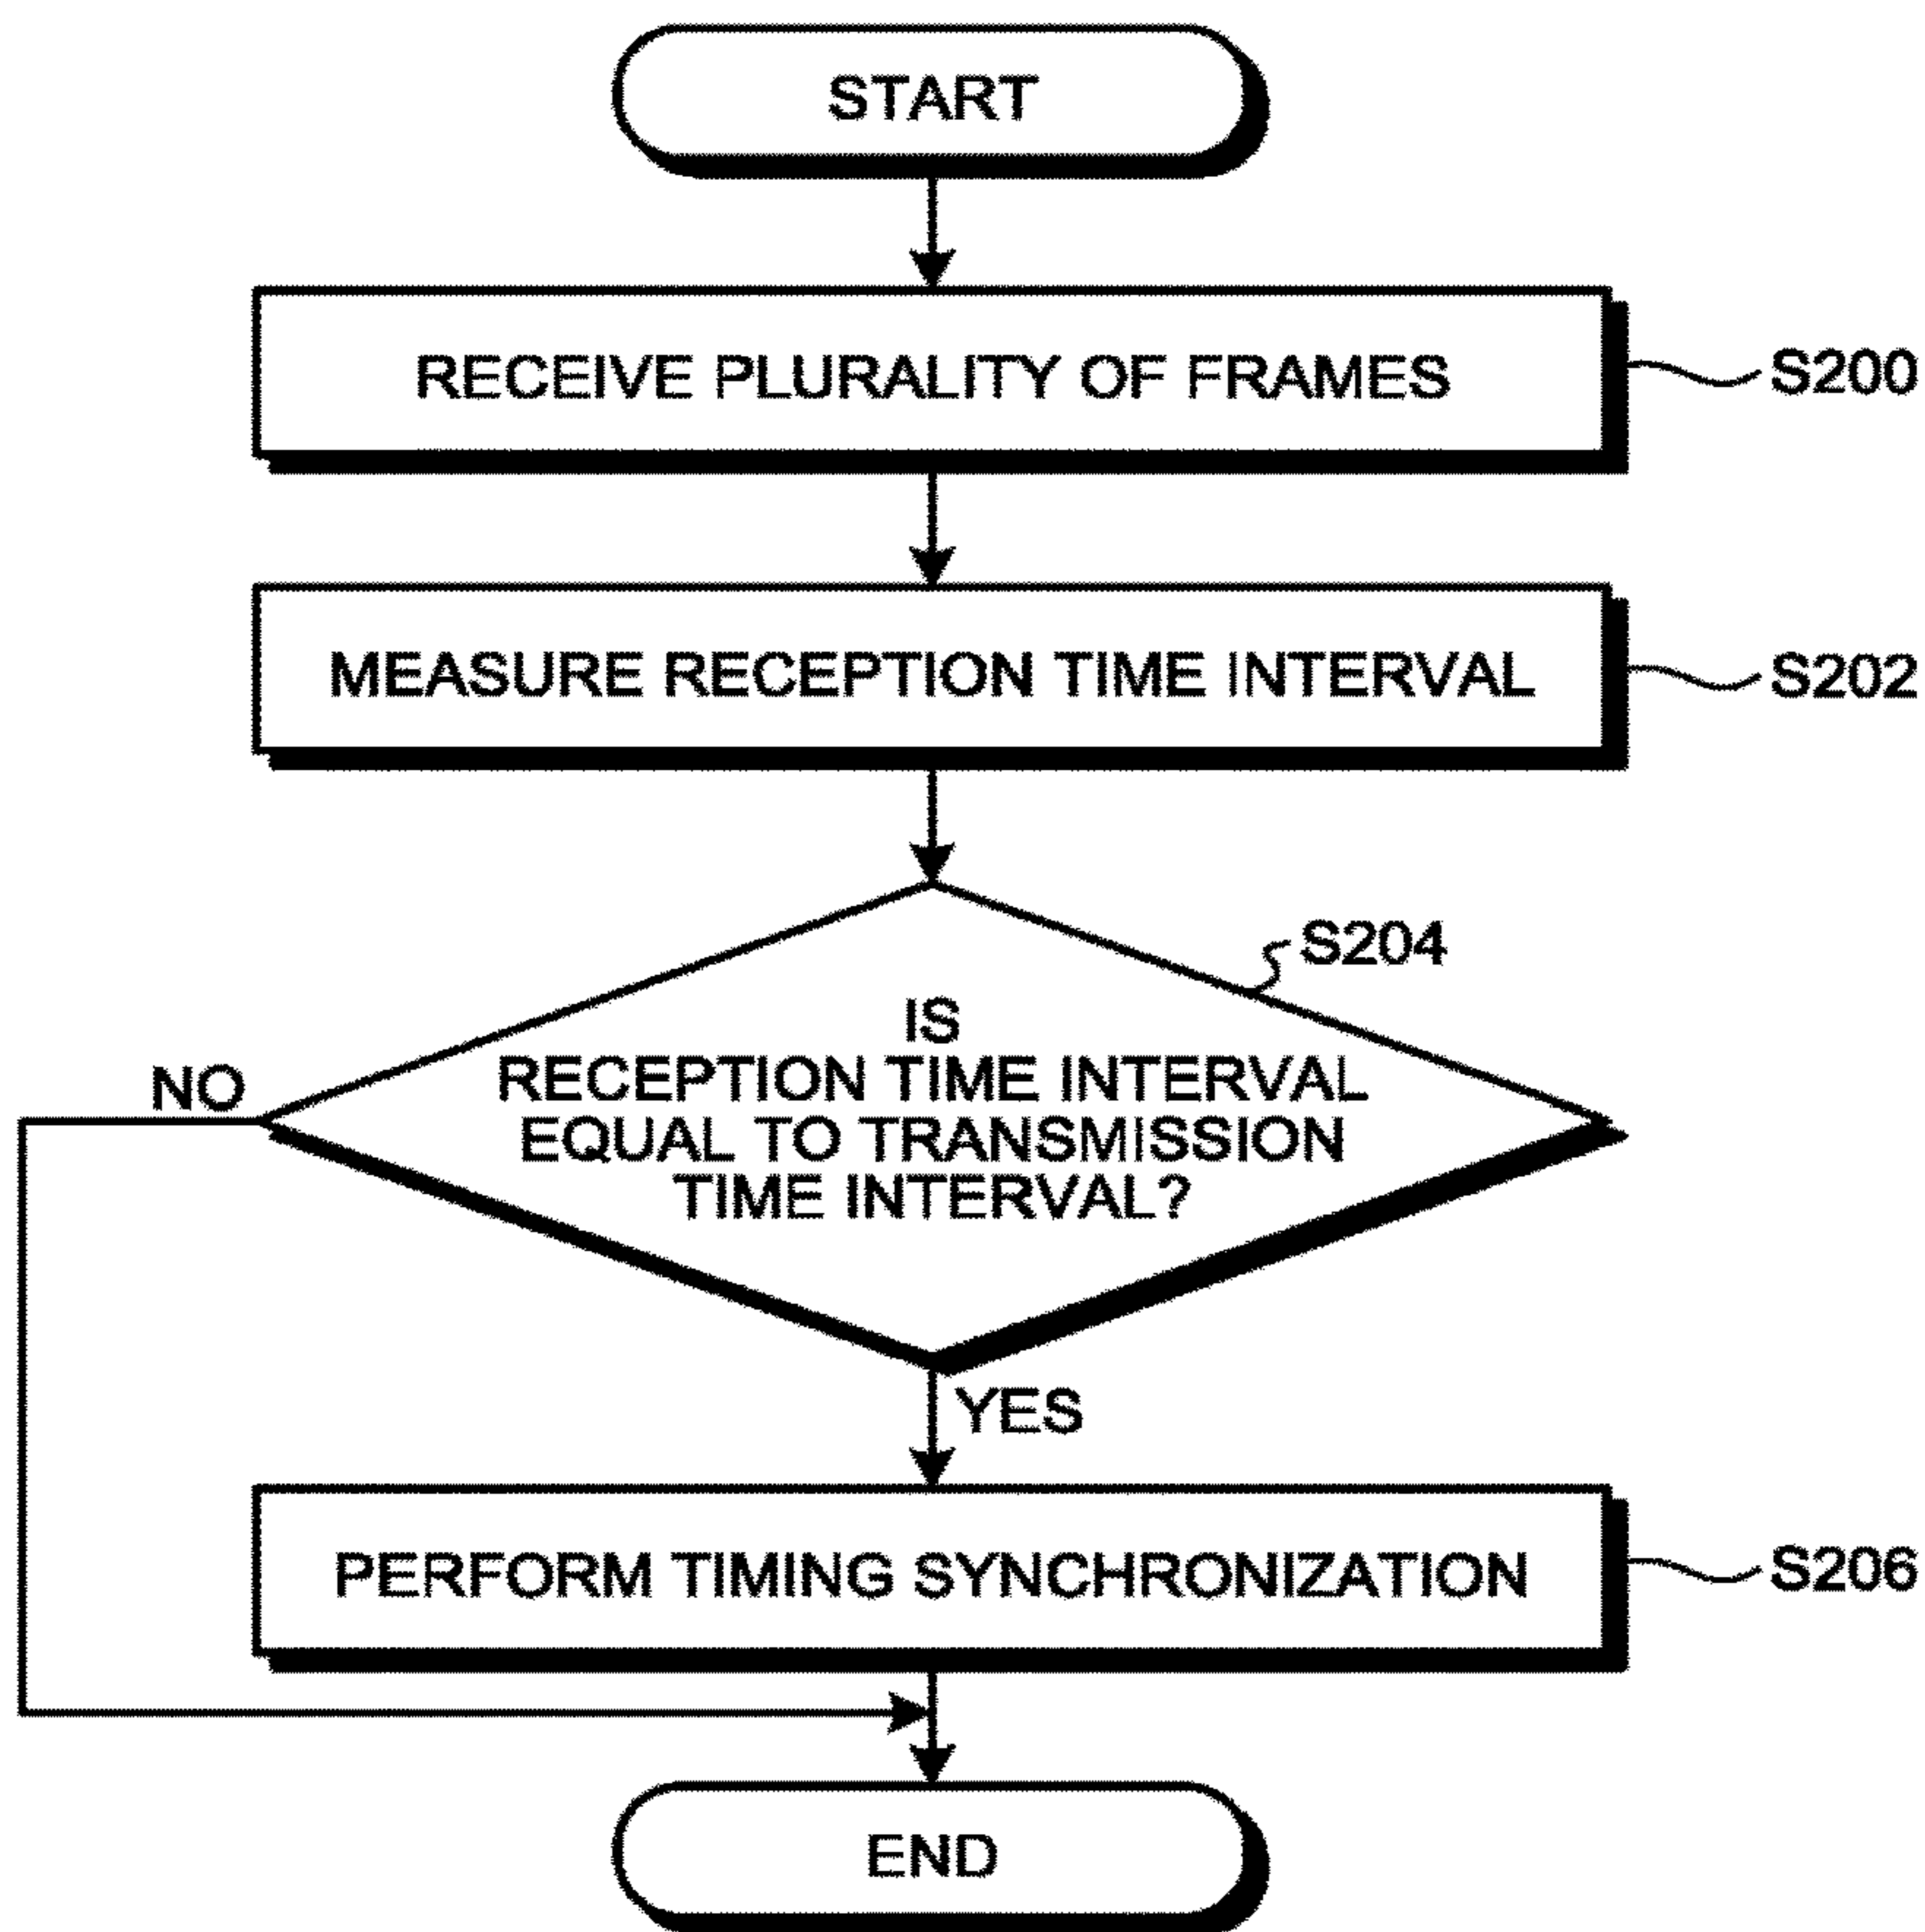 START
RECEIVE PLURALITY OF FRAMES
S200
MEASURE RECEPTION TIME INTERVAL
S202
S204
IS
RECEPTION TIME INTERVAL
EQUAL TO TRANSMISSION
TIME INTERVAL?
NO
YES
PERFORM TIMING SYNCHRONIZATION
S206
END